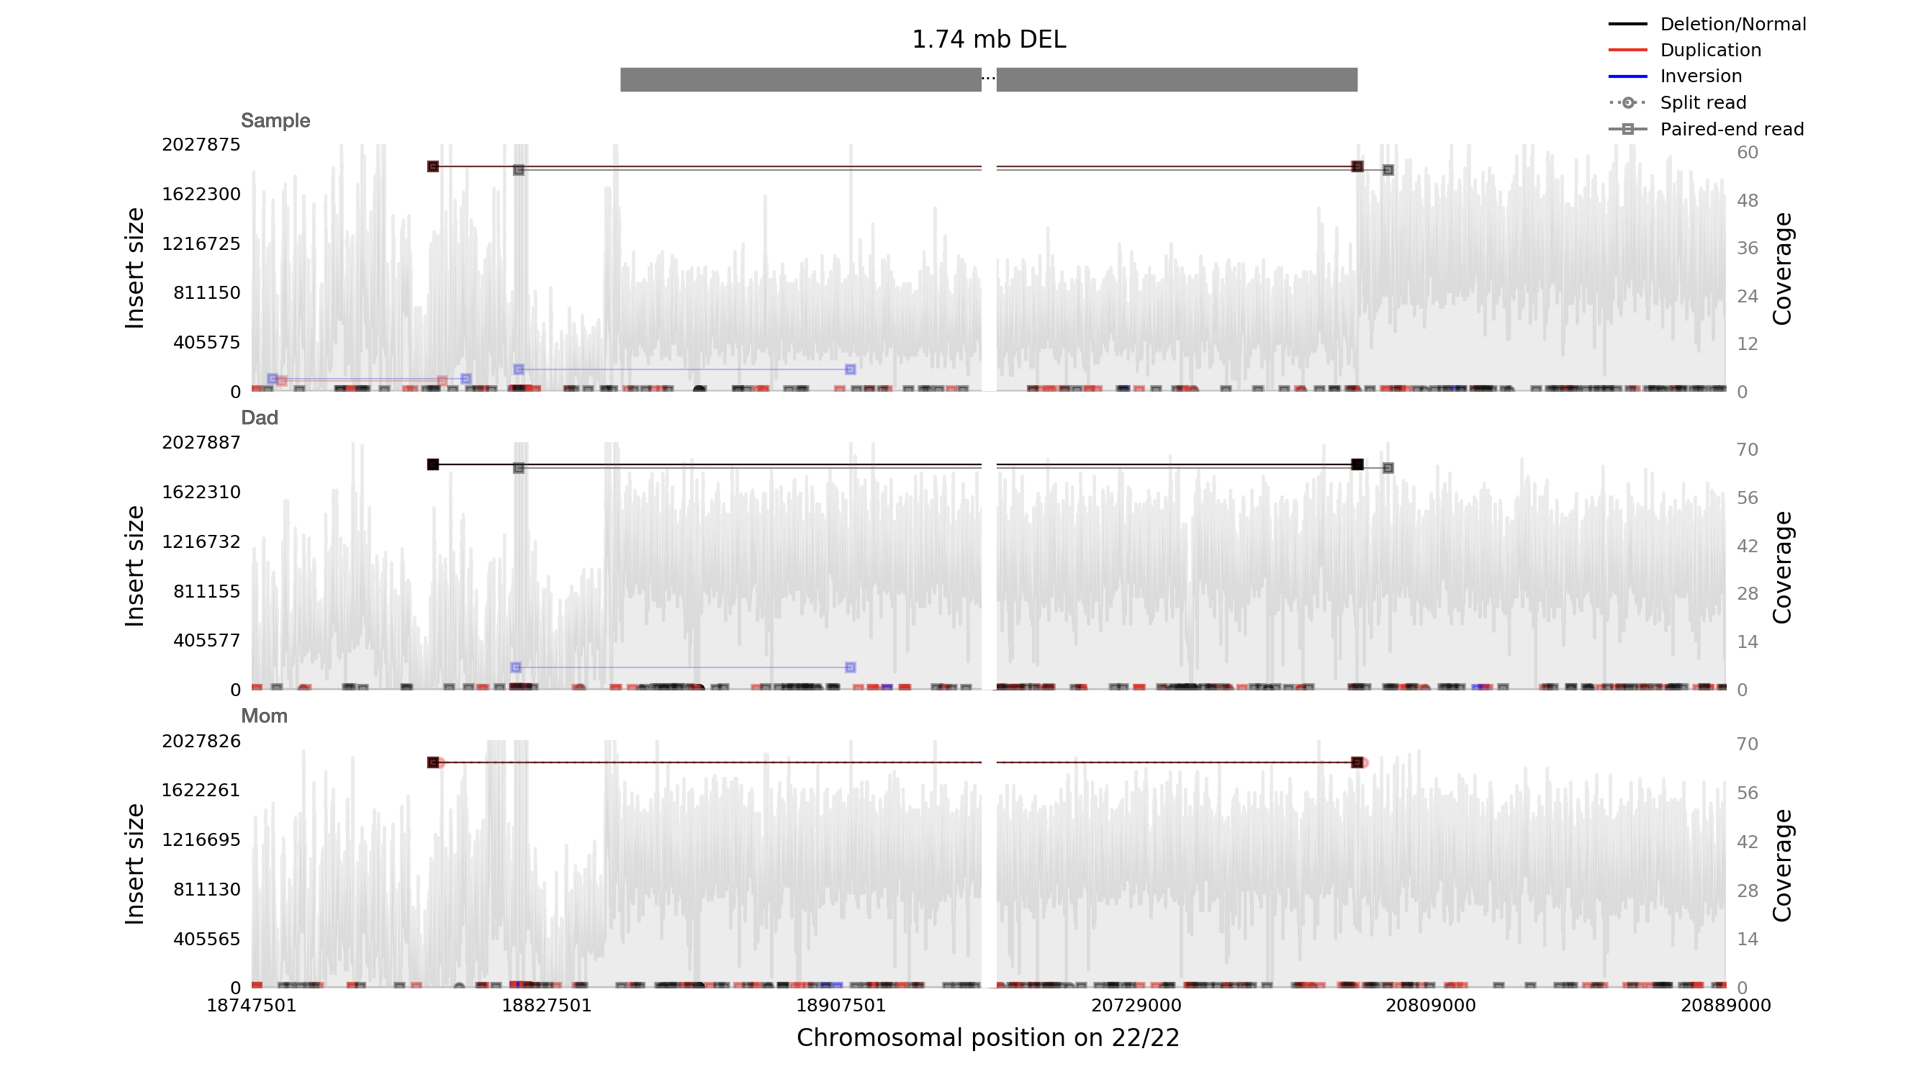 1.74 mb DEL
...
Deletion/Normal
Duplication
Inversion
Split read
Paired-end read
Sample
2027875
1622300
1216725
811150
405575
0
Insert size
60
48
36
24
12
0
Coverage
Dad
2027887
1622310
1216732
811155
405577
0
Insert size
70
56
42
28
14
0
Coverage
Mom
2027826
1622261
1216695
811130
405565
0
Insert size
70
56
42
28
14
0
Coverage
18747501 18827501 18907501 20729000 20809000 20889000
Chromosomal position on 22/22